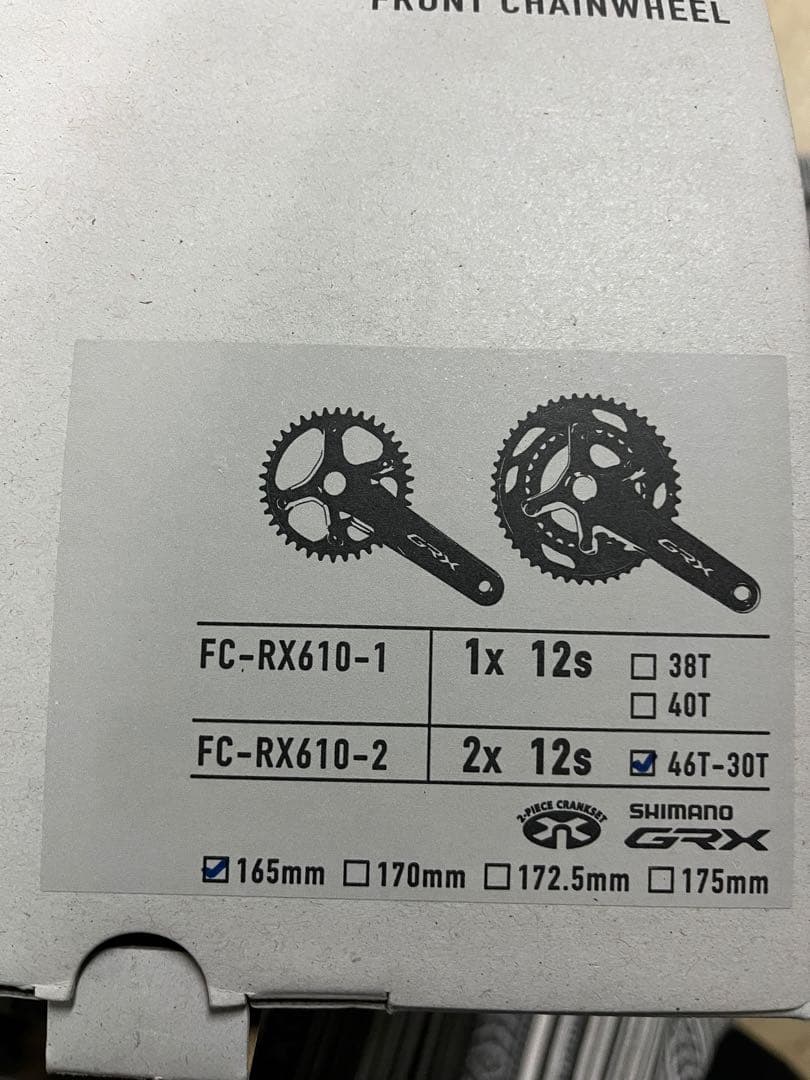 FRONT CHAINWHEEL
GRX
GRX
FC-RX610-1 1x 12s ☐ 38T
☐ 40T
FC-RX610-2 2x 12s ☑ 46T-30T
2-PIECE CRANKSET SHIMANO
GRX
☑ 165mm ☐ 170mm ☐ 172.5mm ☐ 175mm